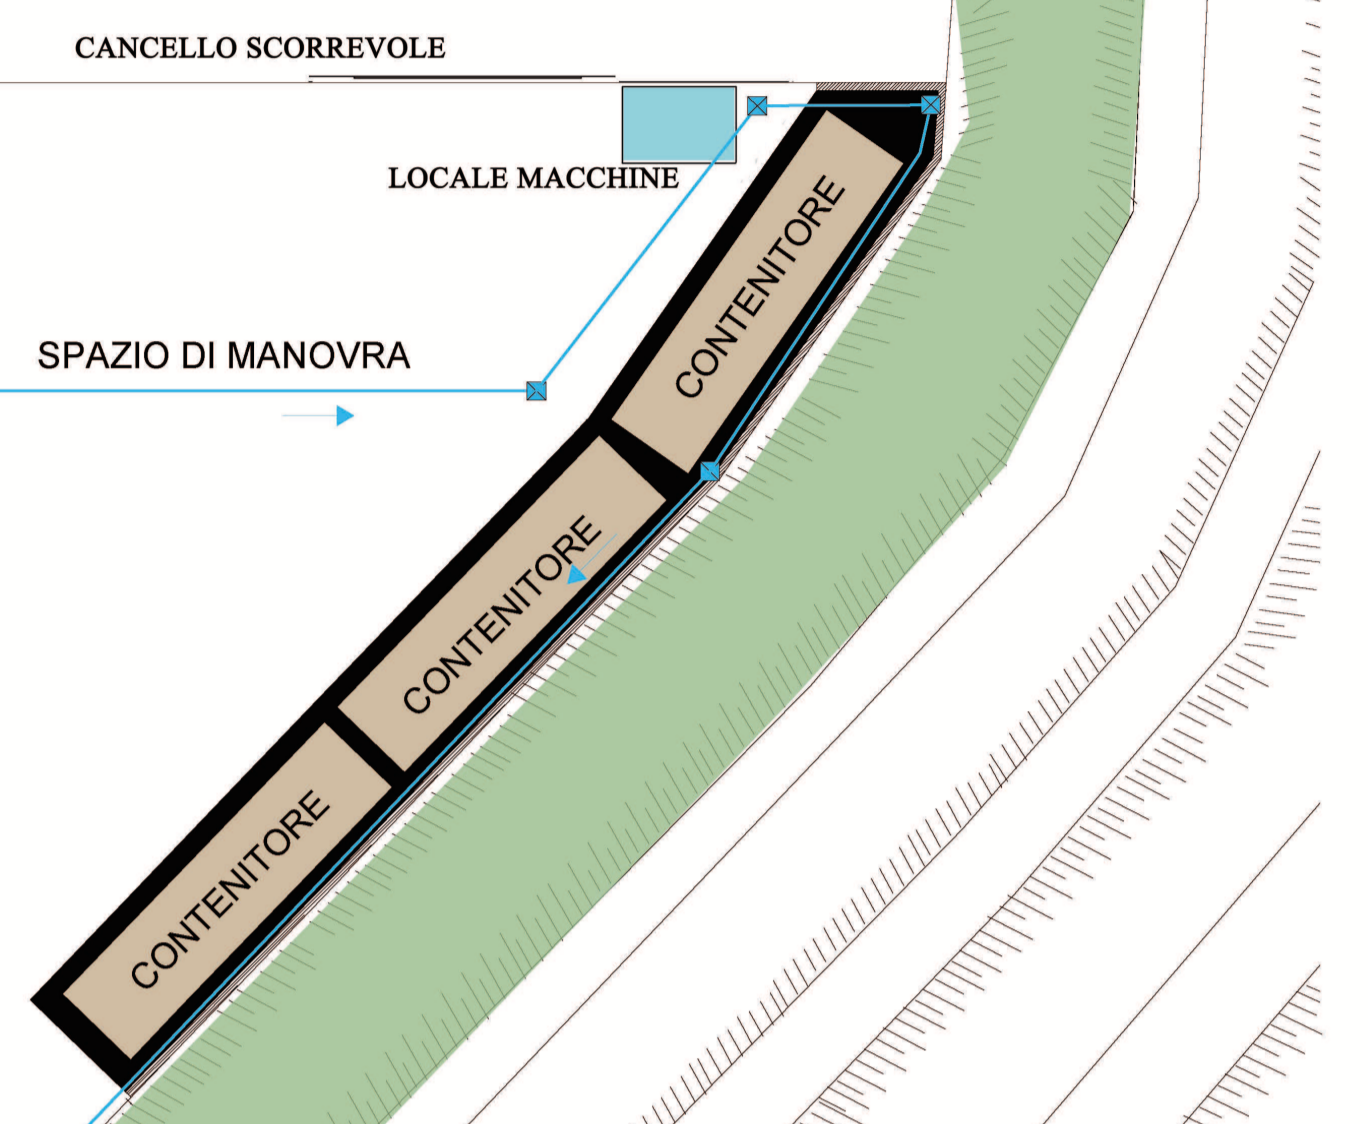 CANCELLO SCORREVOLE
LOCALE MACCHINE
CONTENITORE
SPAZIO DI MANOVRA
CONTENITORE
CONTENITORE